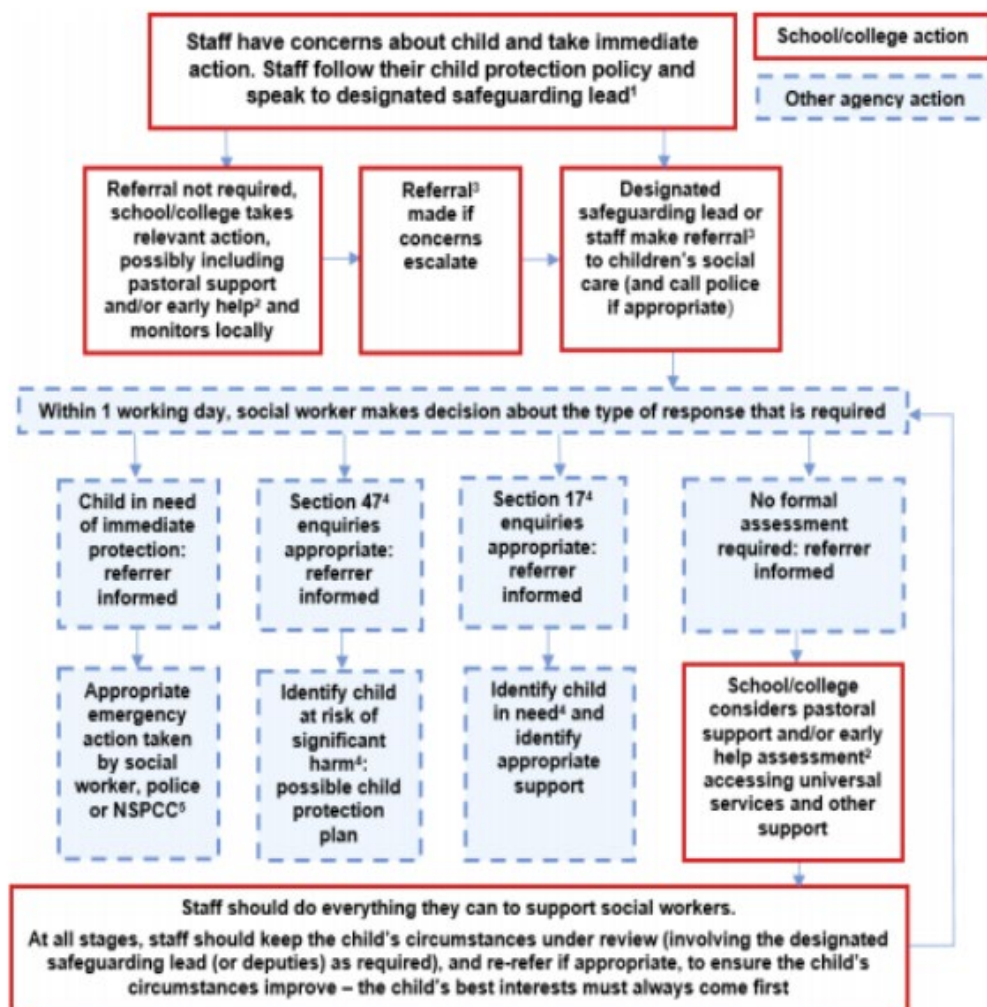 Staff have concerns about child and take immediate
action. Staff follow their child protection policy and
speak to designated safeguarding lead¹
School/college action
Other agency action
Referral not required,
school/college takes
relevant action,
possibly including
pastoral support
and/or early help² and
monitors locally
Referral³
made if
concerns
escalate
Designated
safeguarding lead or
staff make referral³
to children's social
care (and call police
if appropriate)
Within 1 working day, social worker makes decision about the type of response that is required
Child in need
of immediate
protection:
referrer
informed
Section 47⁴
enquiries
appropriate:
referrer
informed
Section 17⁴
enquiries
appropriate:
referrer
informed
No formal
assessment
required: referrer
informed
Appropriate
emergency
action taken
by social
worker, police
or NSPCC⁵
Identify child
at risk of
significant
harm⁴:
possible child
protection
plan
Identify child
in need⁴ and
identify
appropriate
support
School/college
considers pastoral
support and/or early
help assessment²
accessing universal
services and other
support
Staff should do everything they can to support social workers.
At all stages, staff should keep the child's circumstances under review (involving the designated
safeguarding lead (or deputies) as required), and re-refer if appropriate, to ensure the child's
circumstances improve – the child's best interests must always come first